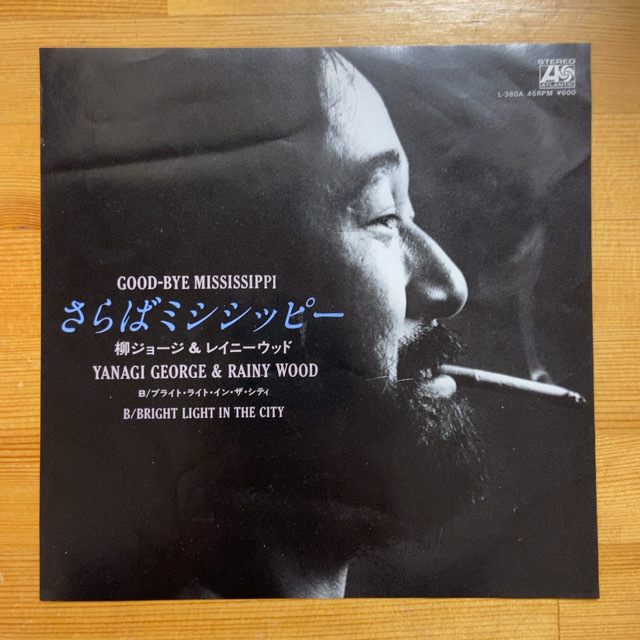 STEREO
ATLANTIC
L-380A 45RPM ¥600
GOOD-BYE MISSISSIPPI
さらばミシシッピー
柳ジョージ & レイニーウッド
YANAGI GEORGE & RAINY WOOD
B/ブライト・ライト・イン・ザ・シティ
B/BRIGHT LIGHT IN THE CITY